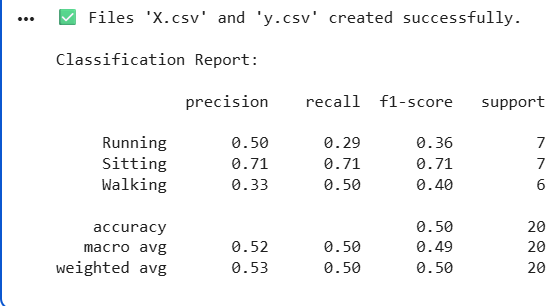 ••• ✅ Files 'X.csv' and 'y.csv' created successfully.
Classification Report:
precision recall f1-score support
Running 0.50 0.29 0.36 7
Sitting 0.71 0.71 0.71 7
Walking 0.33 0.50 0.40 6
accuracy 0.50 20
macro avg 0.52 0.50 0.49 20
weighted avg 0.53 0.50 0.50 20